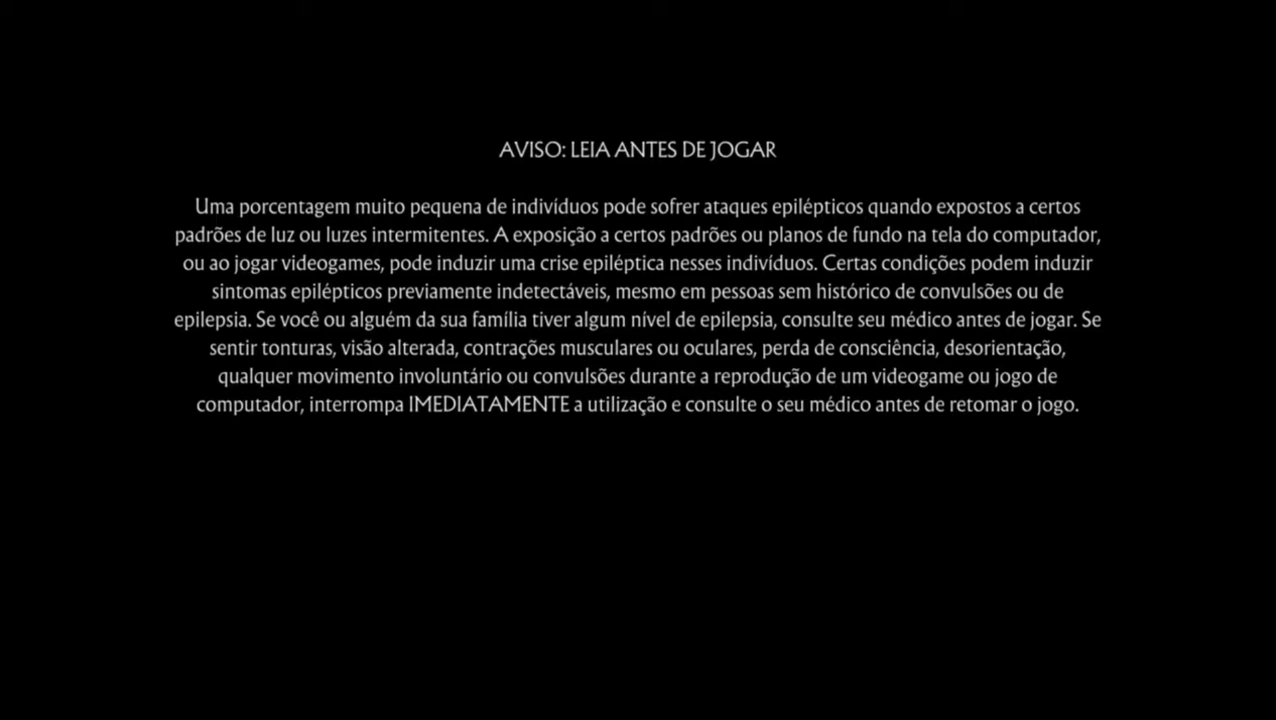 AVISO: LEIA ANTES DE JOGAR
Uma porcentagem muito pequena de indivíduos pode sofrer ataques epilépticos quando expostos a certos
padrões de luz ou luzes intermitentes. A exposição a certos padrões ou planos de fundo na tela do computador,
ou ao jogar videogames, pode induzir uma crise epiléptica nesses indivíduos. Certas condições podem induzir
sintomas epilépticos previamente indetectáveis, mesmo em pessoas sem histórico de convulsões ou de
epilepsia. Se você ou alguém da sua família tiver algum nível de epilepsia, consulte seu médico antes de jogar. Se
sentir tonturas, visão alterada, contrações musculares ou oculares, perda de consciência, desorientação,
qualquer movimento involuntário ou convulsões durante a reprodução de um videogame ou jogo de
computador, interrompa IMEDIATAMENTE a utilização e consulte o seu médico antes de retomar o jogo.